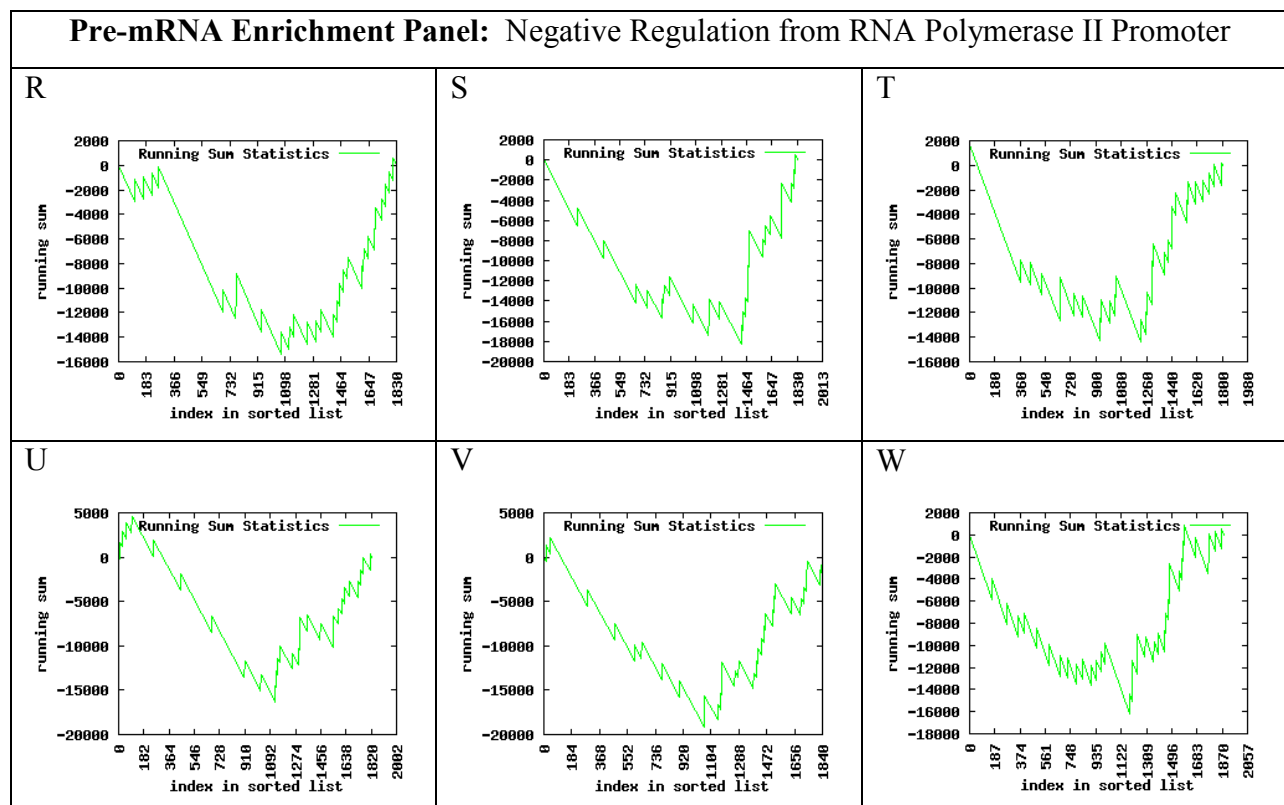 Pre-mRNA Enrichment Panel: Negative Regulation from RNA Polymerase II Promoter
R
2000
0
-2000
-4000
-6000
-8000
-10000
-12000
-14000
-16000
running sum
Running Sum Statistics
0 183 366 549 732 915 1098 1281 1464 1647 1830
index in sorted list
S
2000
0
-2000
-4000
-6000
-8000
-10000
-12000
-14000
-16000
-18000
-20000
running sum
Running Sum Statistics
0 183 366 549 732 915 1098 1281 1464 1647 1830 2013
index in sorted list
T
2000
0
-2000
-4000
-6000
-8000
-10000
-12000
-14000
-16000
running sum
Running Sum Statistics
0 180 360 540 720 900 1080 1260 1440 1620 1800 1980
index in sorted list
U
5000
0
-5000
-10000
-15000
-20000
running sum
Running Sum Statistics
0 182 364 546 728 910 1092 1274 1456 1638 1820 2002
index in sorted list
V
5000
0
-5000
-10000
-15000
-20000
running sum
Running Sum Statistics
0 184 368 552 736 920 1104 1288 1472 1656 1840
index in sorted list
W
2000
0
-2000
-4000
-6000
-8000
-10000
-12000
-14000
-16000
-18000
running sum
Running Sum Statistics
0 187 374 561 748 935 1122 1309 1496 1683 1870 2057
index in sorted list